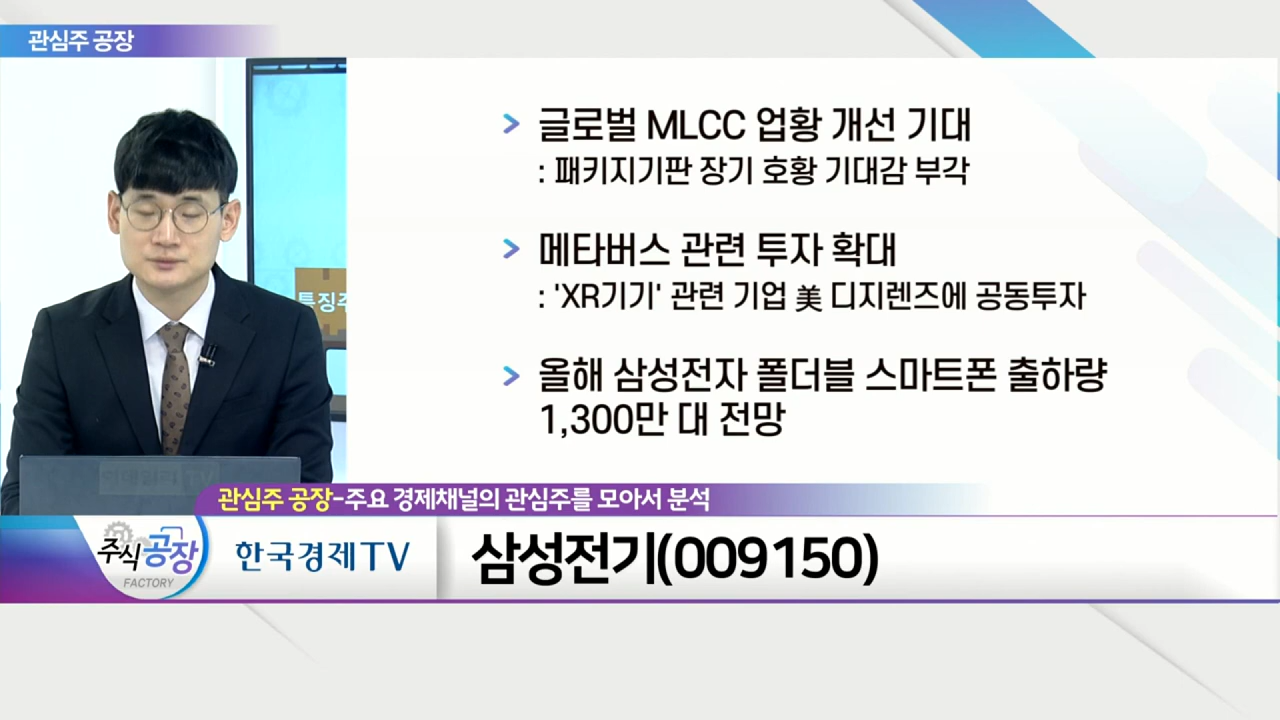 관심주 공장
> 글로벌 MLCC 업황 개선 기대
: 패키지기판 장기 호황 기대감 부각
> 메타버스 관련 투자 확대
: 'XR기기' 관련 기업 美 디지렌즈에 공동투자
> 올해 삼성전자 폴더블 스마트폰 출하량
1,300만 대 전망
특징주
관심주 공장-주요 경제채널의 관심주를 모아서 분석
주식공장
FACTORY
한국경제TV
삼성전기(009150)